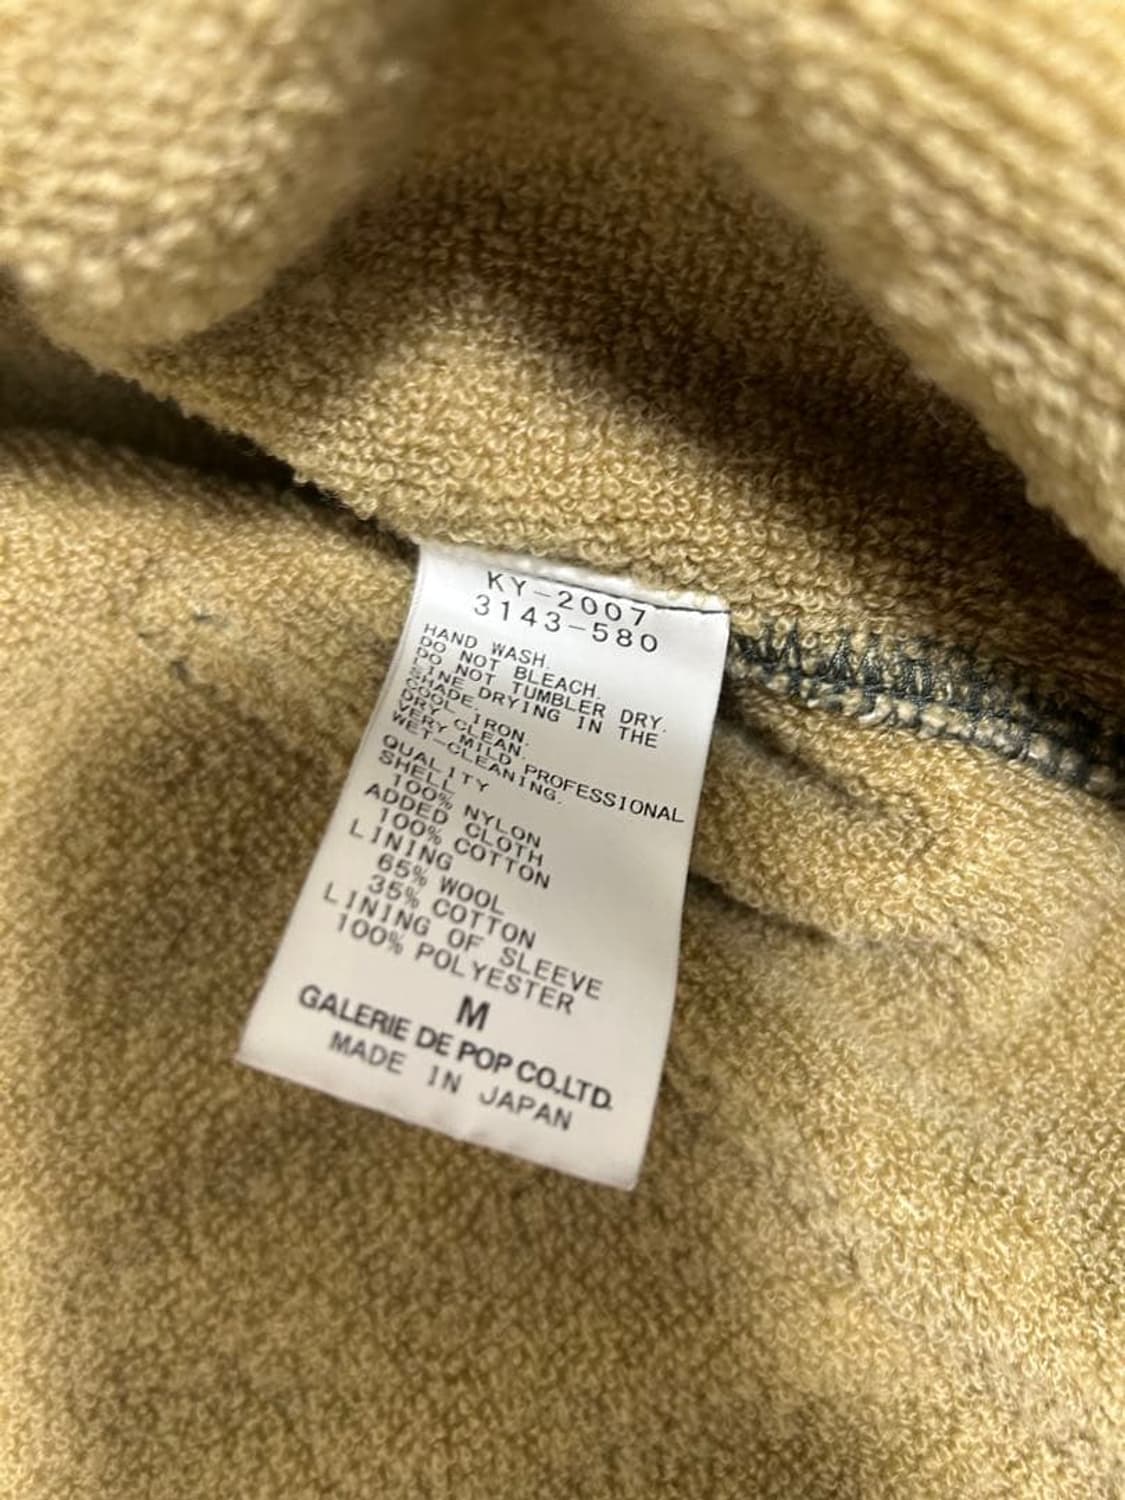 KY-2007
3143-580
HAND WASH.
DO NOT BLEACH.
DO NOT TUMBLER DRY.
LINE DRYING IN THE
SHADE.
COOL IRON.
DRY.
VERY CLEAN.
VERY MILD PROFESSIONAL
WET-CLEANING.
QUALITY
SHELL
100% NYLON
ADDED CLOTH
100% COTTON
LINING
65% WOOL
35% COTTON
LINING OF SLEEVE
100% POLYESTER
M
GALERIE DE POP CO.LTD.
MADE IN JAPAN